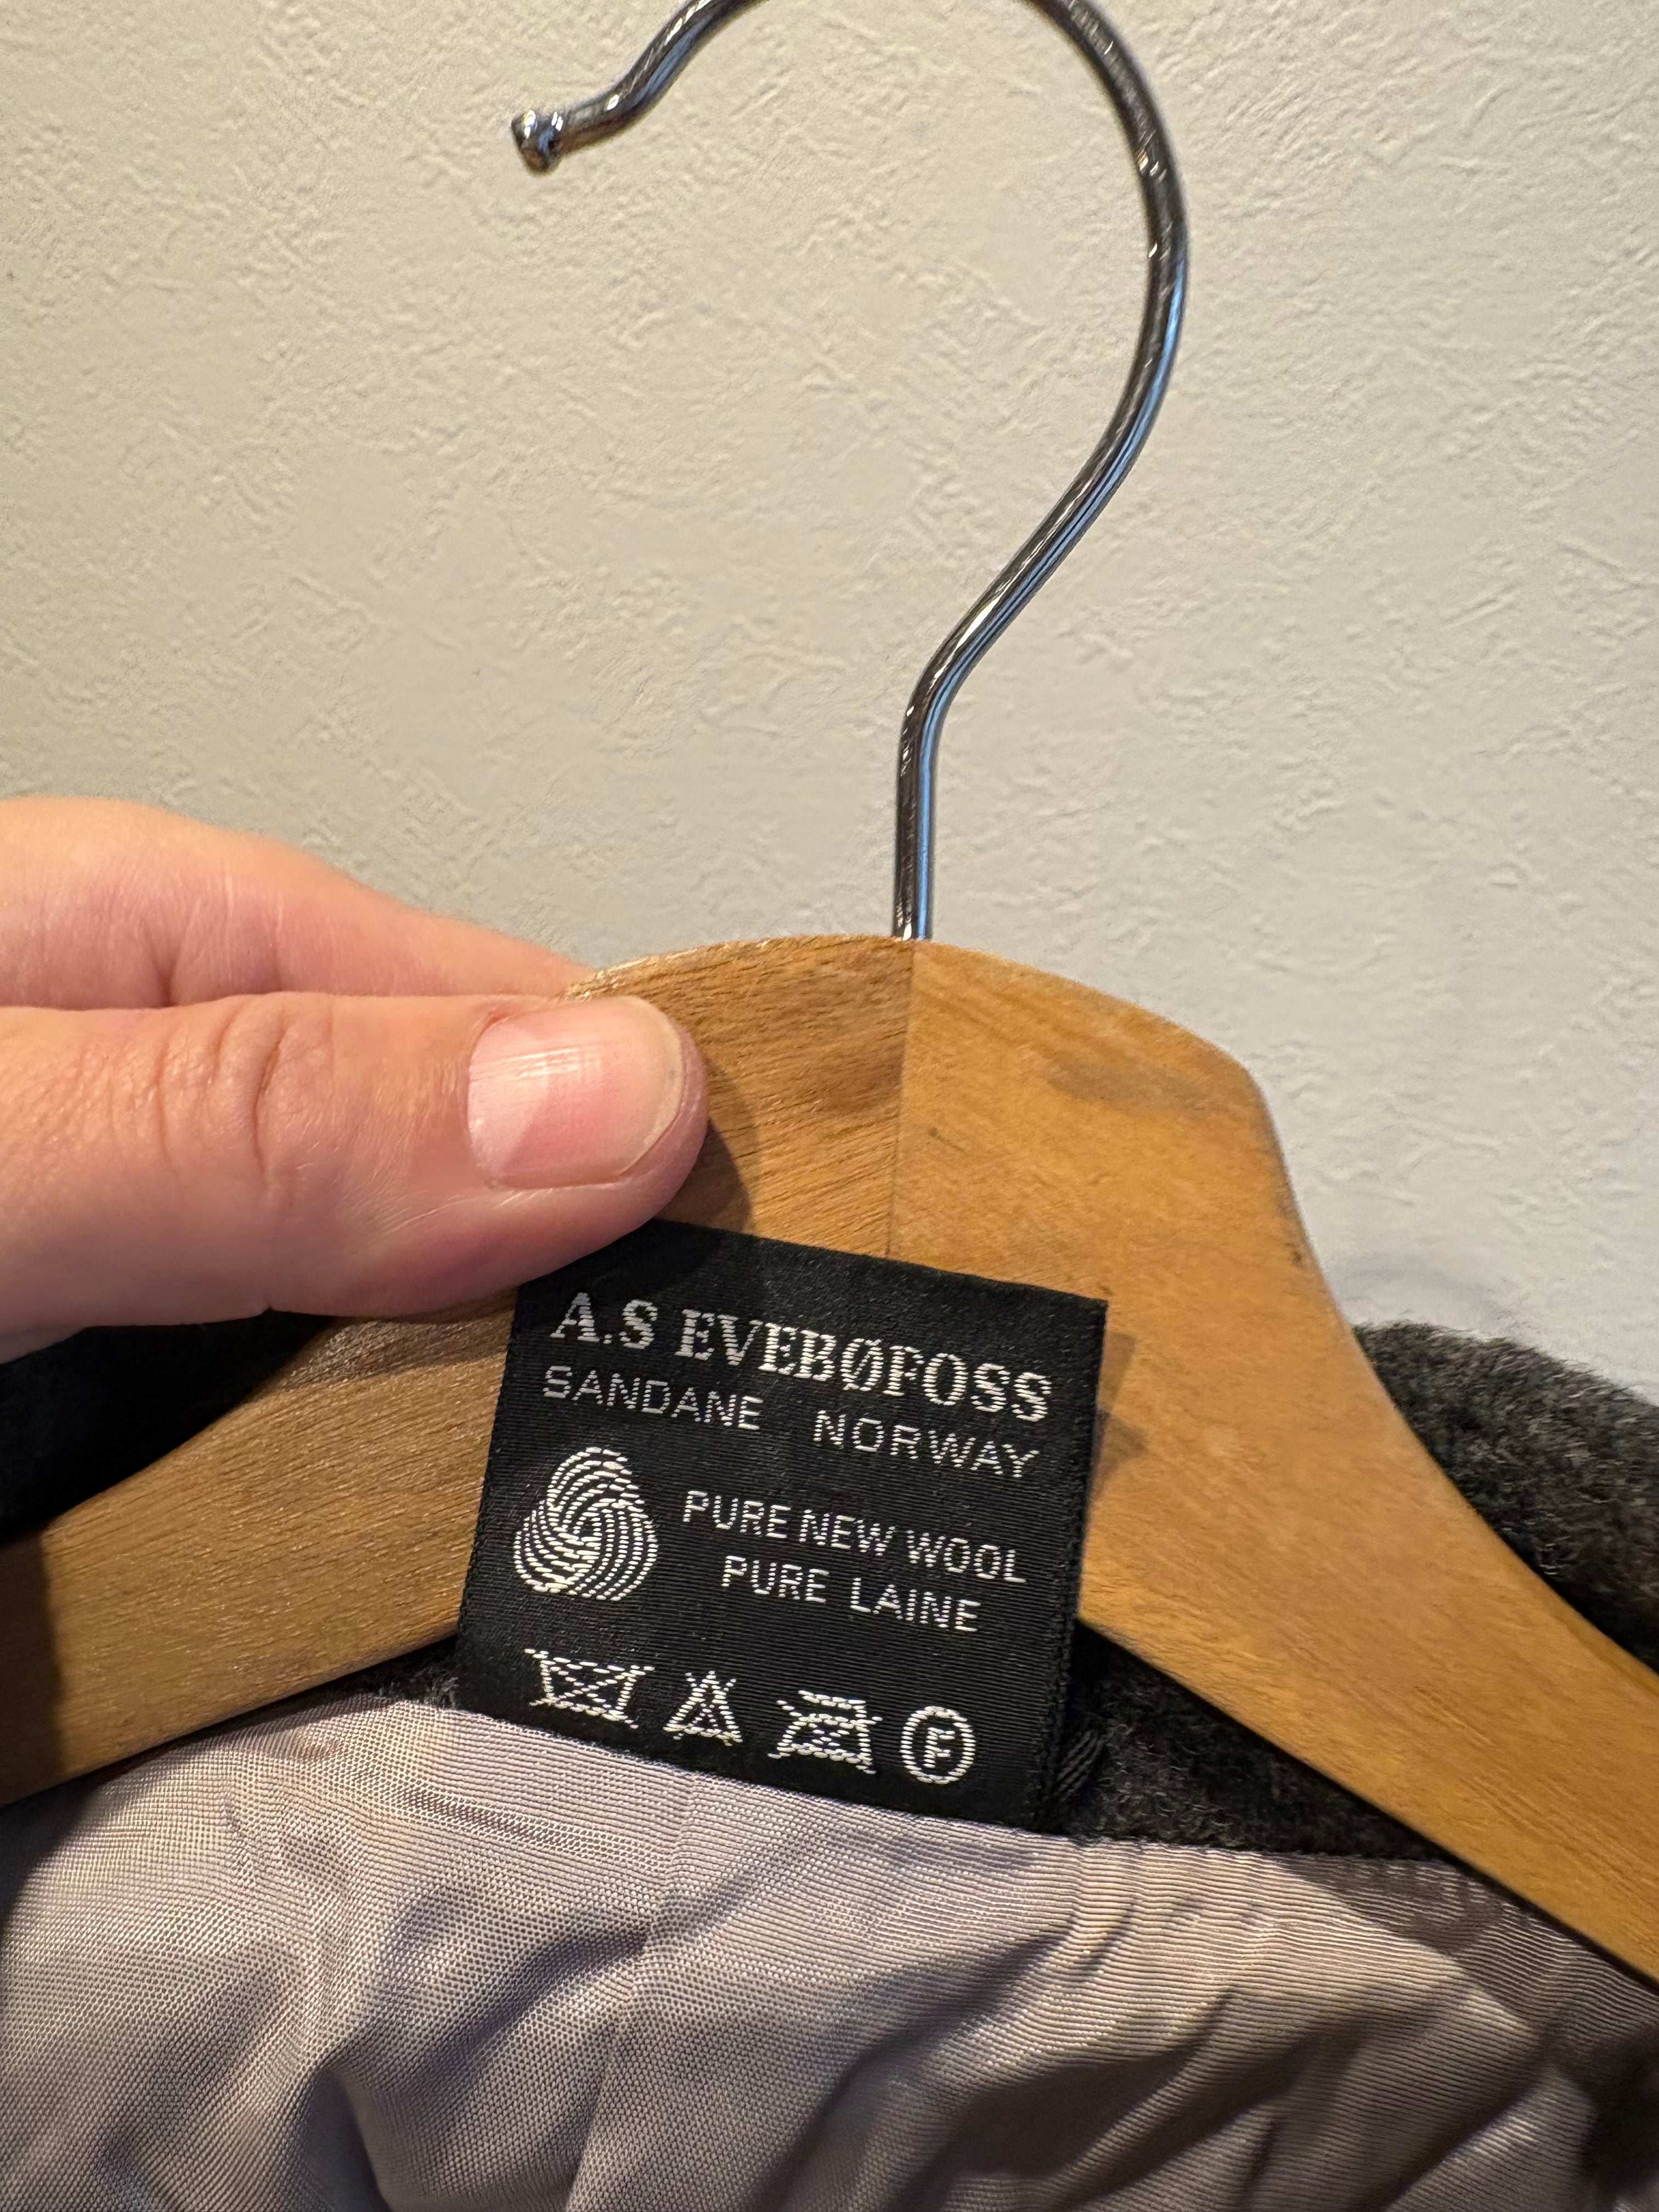 A.S EVEBØFOSS
SANDANE NORWAY
PURE NEW WOOL
PURE LAINE
F